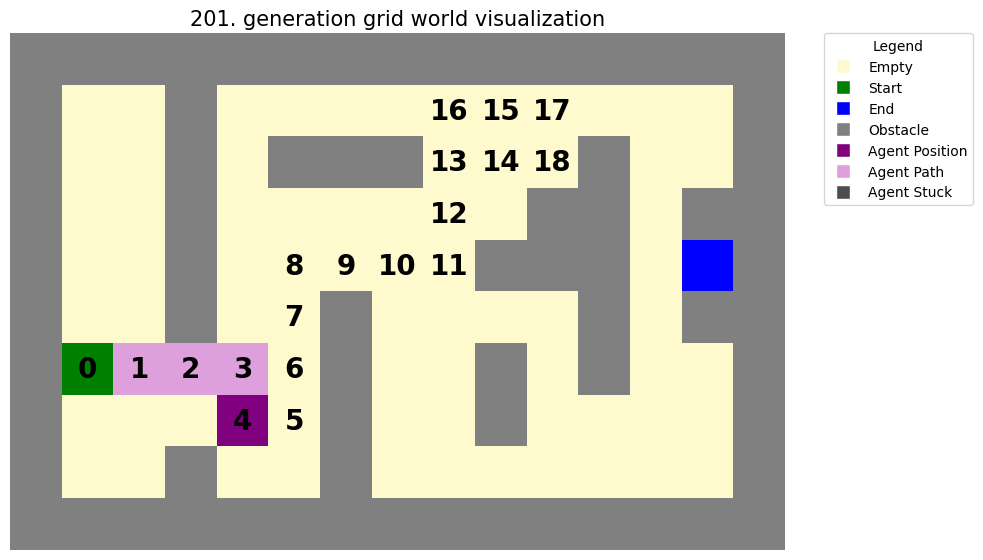 201. generation grid world visualization
16 15 17
13 14 18
12
8 9 10 11
7
0 1 2 3 6
4 5
Legend
Empty
Start
End
Obstacle
Agent Position
Agent Path
Agent Stuck